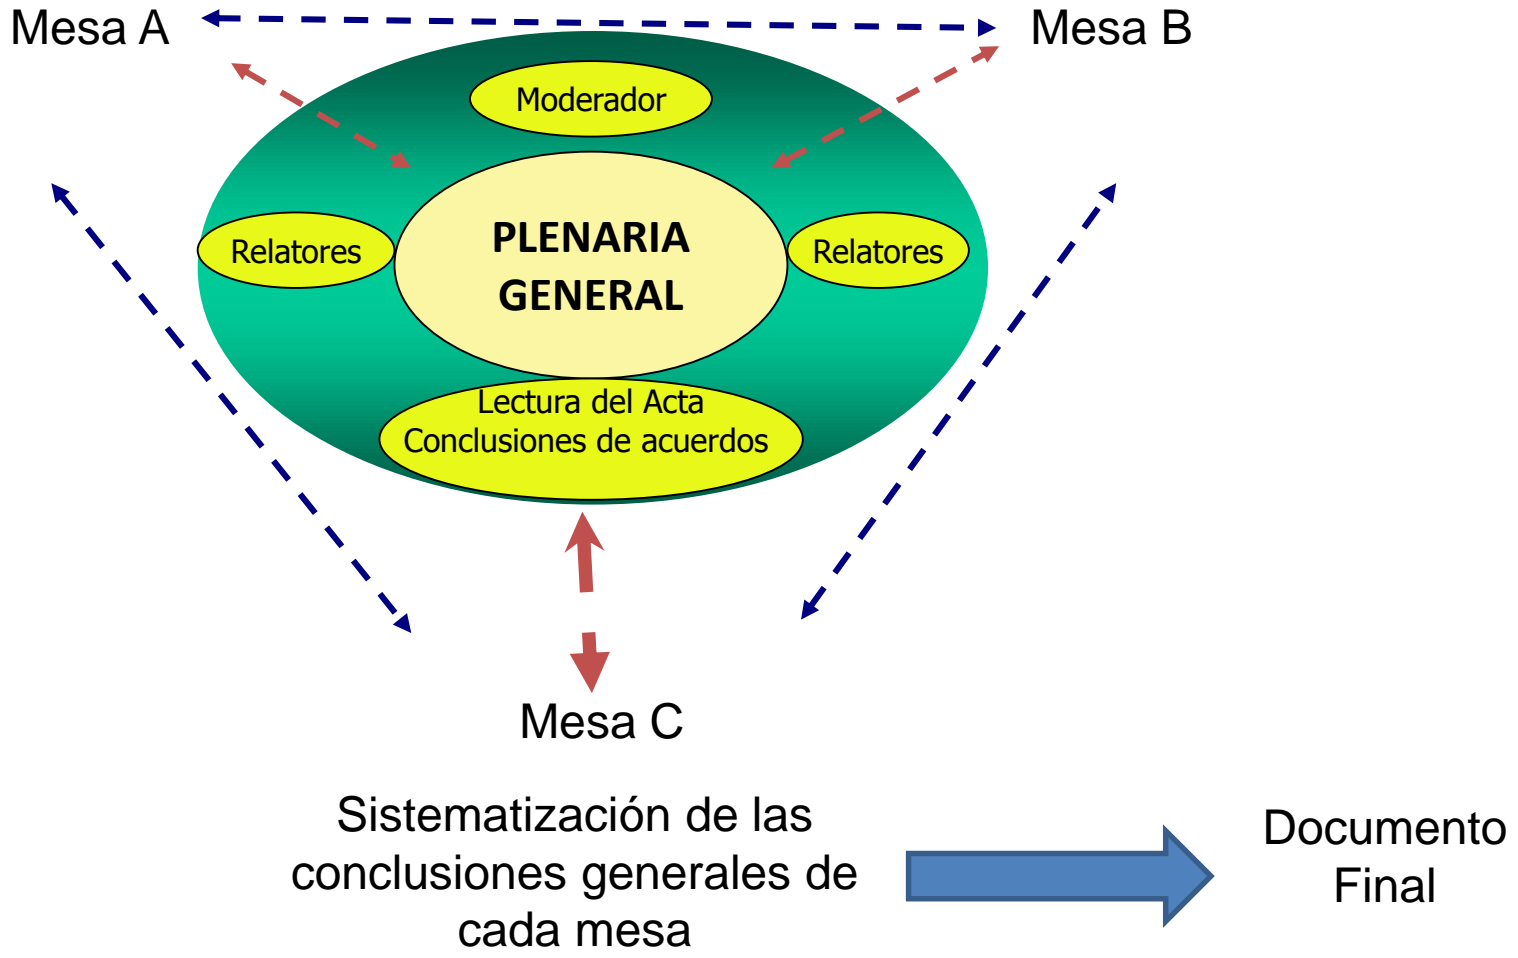 Mesa A
Mesa B
Moderador
Relatores
PLENARIA
GENERAL
Relatores
Lectura del Acta
Conclusiones de acuerdos
Mesa C
Sistematización de las
conclusiones generales de
cada mesa
Documento
Final